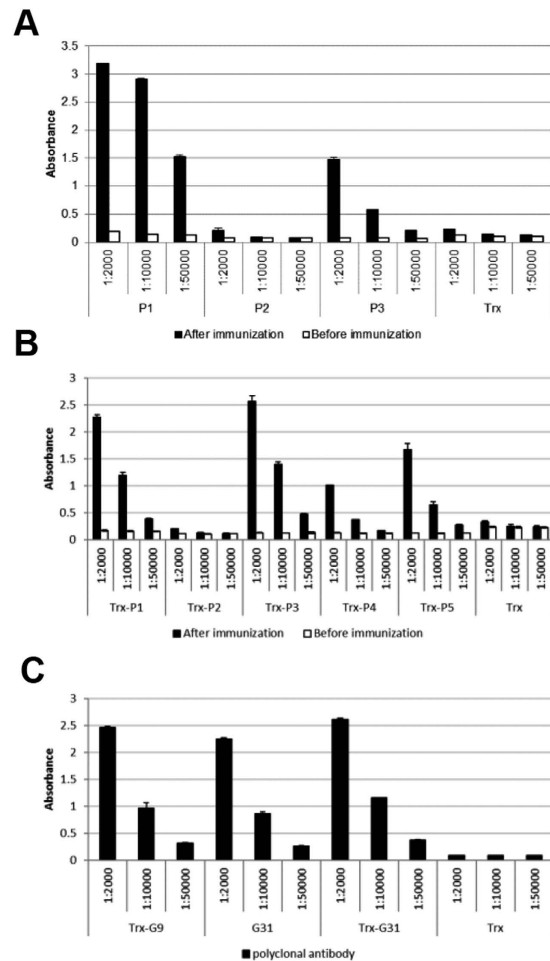 A
3.5
3
2.5
2
1.5
1
0.5
0
Absorbance
1:2000 1:10000 1:50000 1:2000 1:10000 1:50000 1:2000 1:10000 1:50000 1:2000 1:10000 1:50000
P1 P2 P3 Trx
After immunization Before immunization
B
3
2.5
2
1.5
1
0.5
0
Absorbance
1:2000 1:10000 1:50000 1:2000 1:10000 1:50000 1:2000 1:10000 1:50000 1:2000 1:10000 1:50000 1:2000 1:10000 1:50000 1:2000 1:10000 1:50000
Trx-P1 Trx-P2 Trx-P3 Trx-P4 Trx-P5 Trx
After immunization Before immunization
C
3
2.5
2
1.5
1
0.5
0
Absorbance
1:2000 1:10000 1:50000 1:2000 1:10000 1:50000 1:2000 1:10000 1:50000 1:2000 1:10000 1:50000
Trx-G9 G31 Trx-G31 Trx
polyclonal antibody